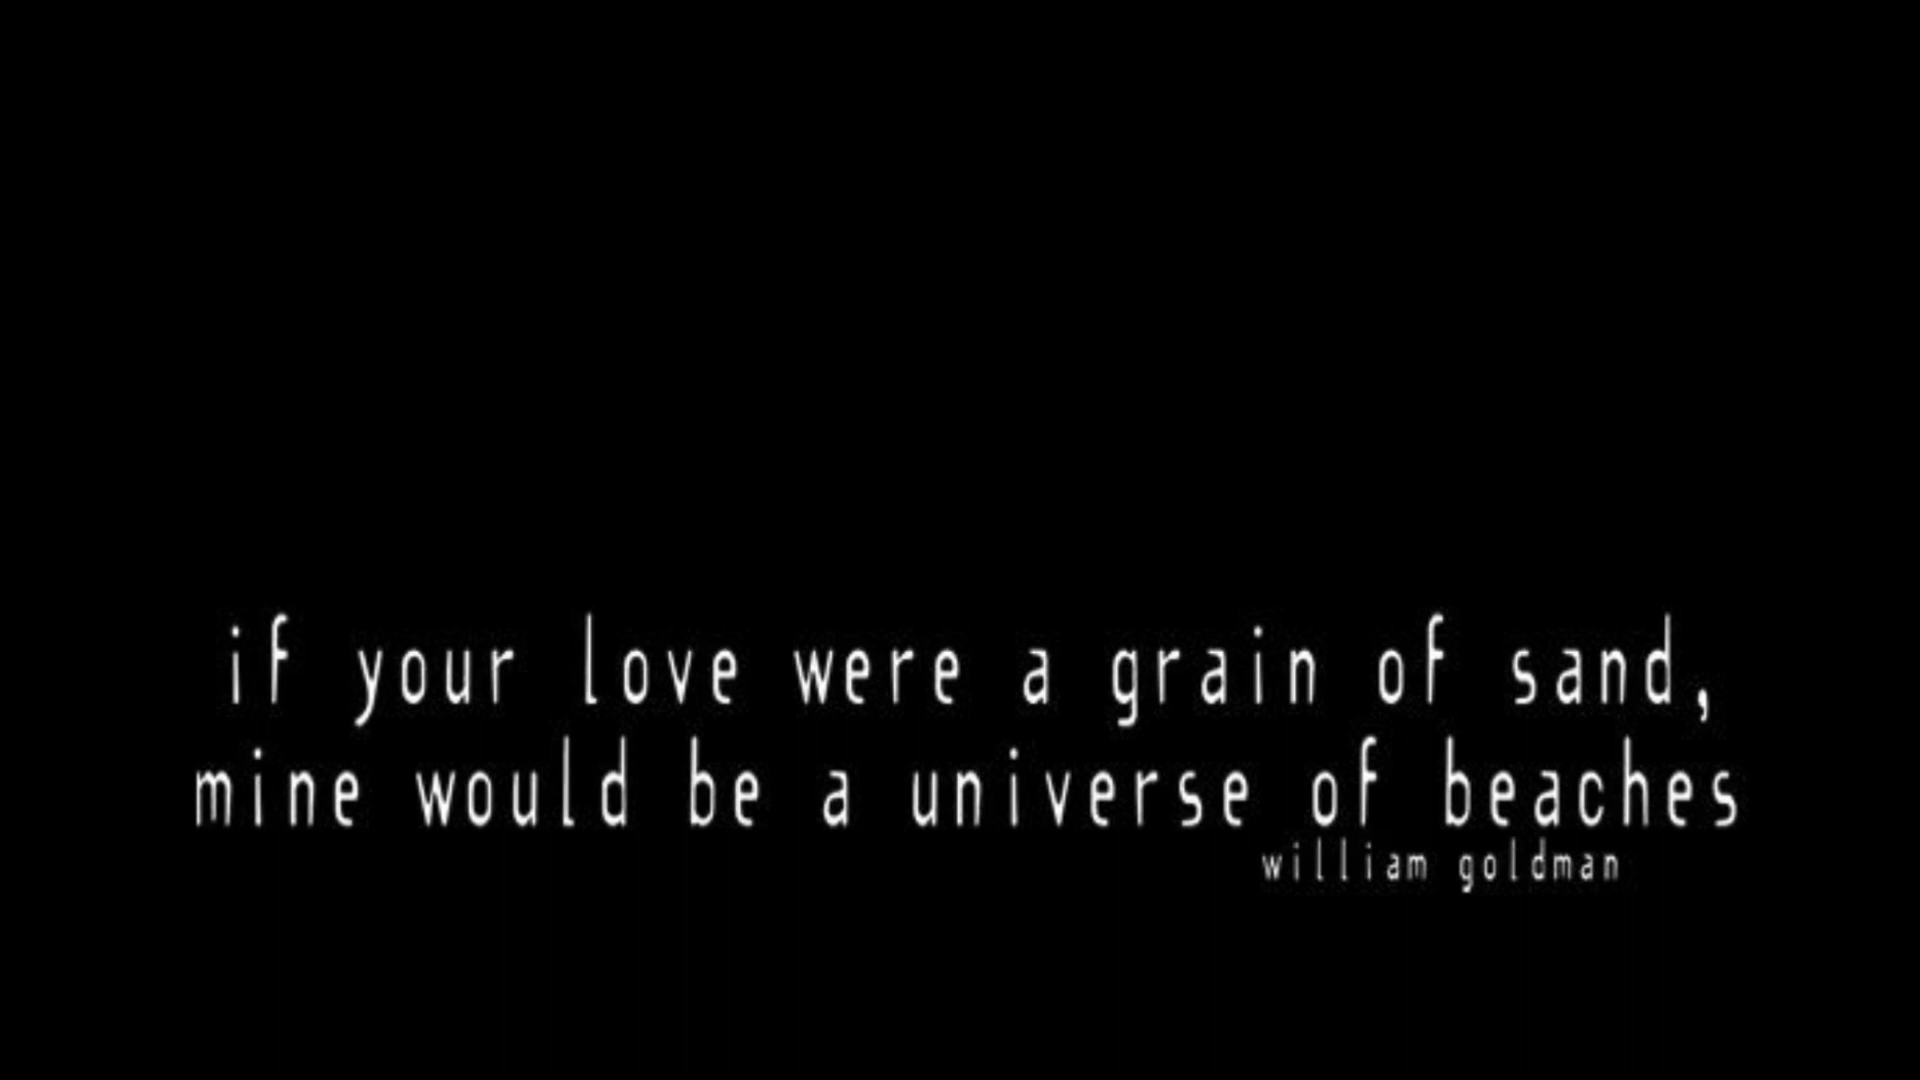 if your love were a grain of sand,
mine would be a universe of beaches
william goldman